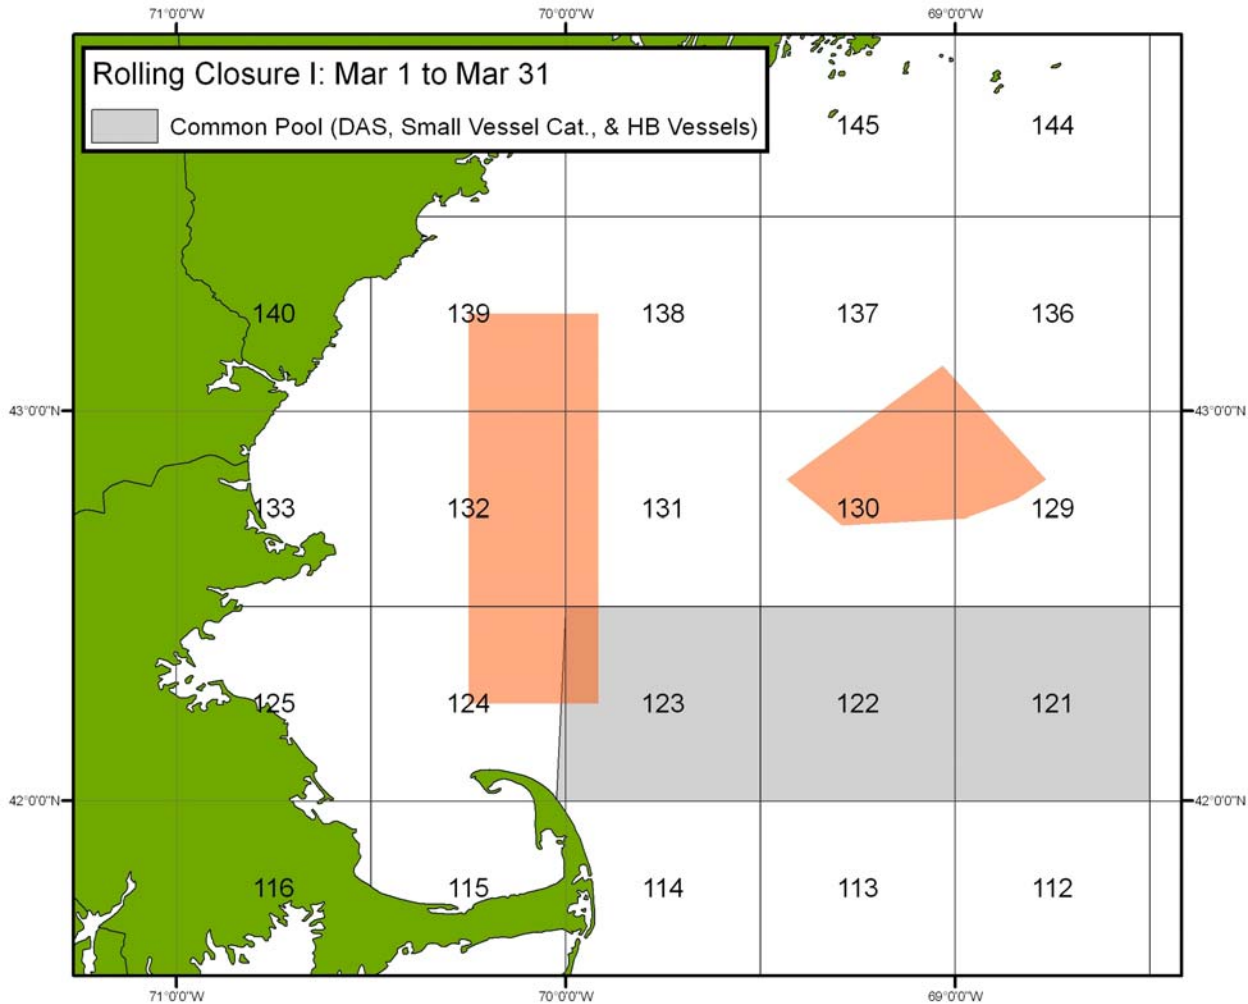 71°0'0"W 70°0'0"W 69°0'0"W
Rolling Closure I: Mar 1 to Mar 31
Common Pool (DAS, Small Vessel Cat., & HB Vessels)
145 144
140 139 138 137 136
43°0'0"N 43°0'0"N
133 132 131 130 129
125 124 123 122 121
42°0'0"N 42°0'0"N
116 115 114 113 112
71°0'0"W 70°0'0"W 69°0'0"W